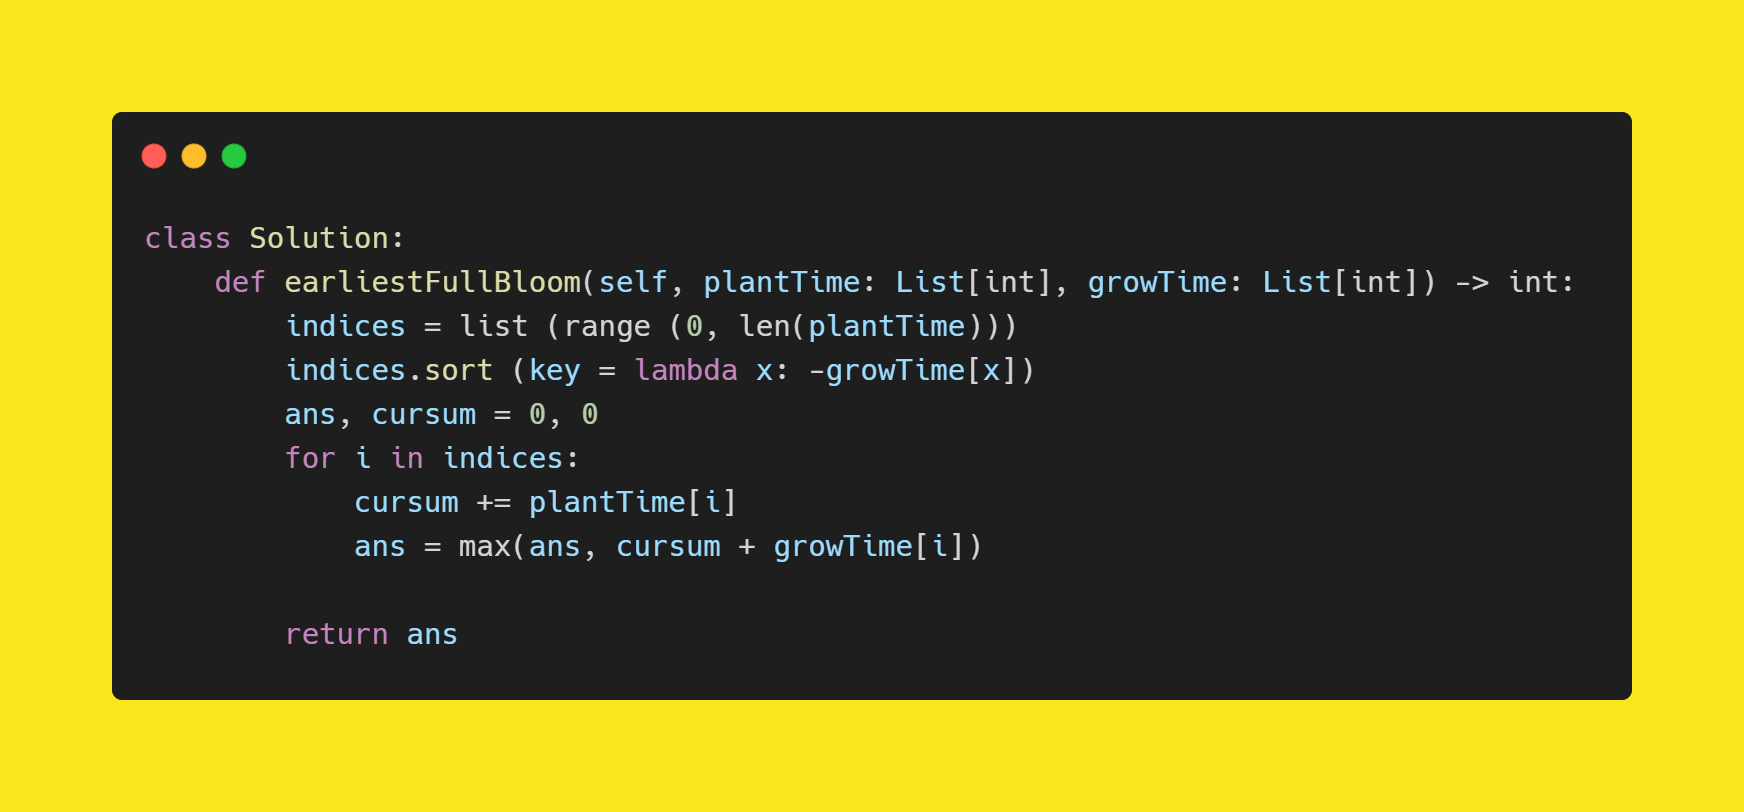 class Solution:
    def earliestFullBloom(self, plantTime: List[int], growTime: List[int]) -> int:
        indices = list (range (0, len(plantTime)))
        indices.sort (key = lambda x: -growTime[x])
        ans, cursum = 0, 0
        for i in indices:
            cursum += plantTime[i]
            ans = max(ans, cursum + growTime[i])
        return ans